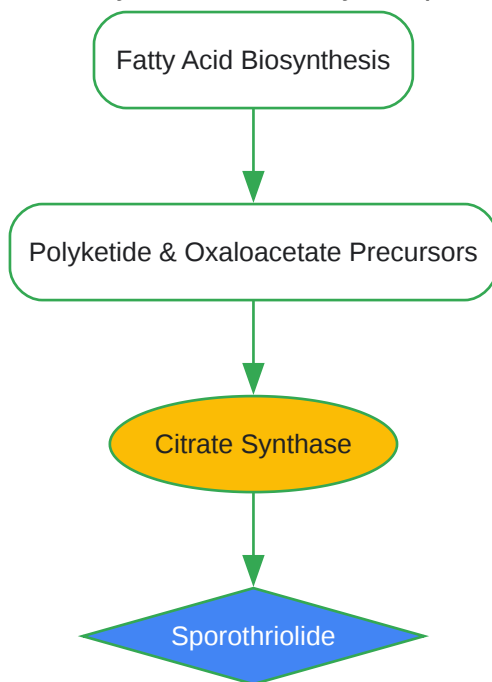 Fatty Acid Biosynthesis
Polyketide & Oxaloacetate Precursors
Citrate Synthase
Sporothriolide